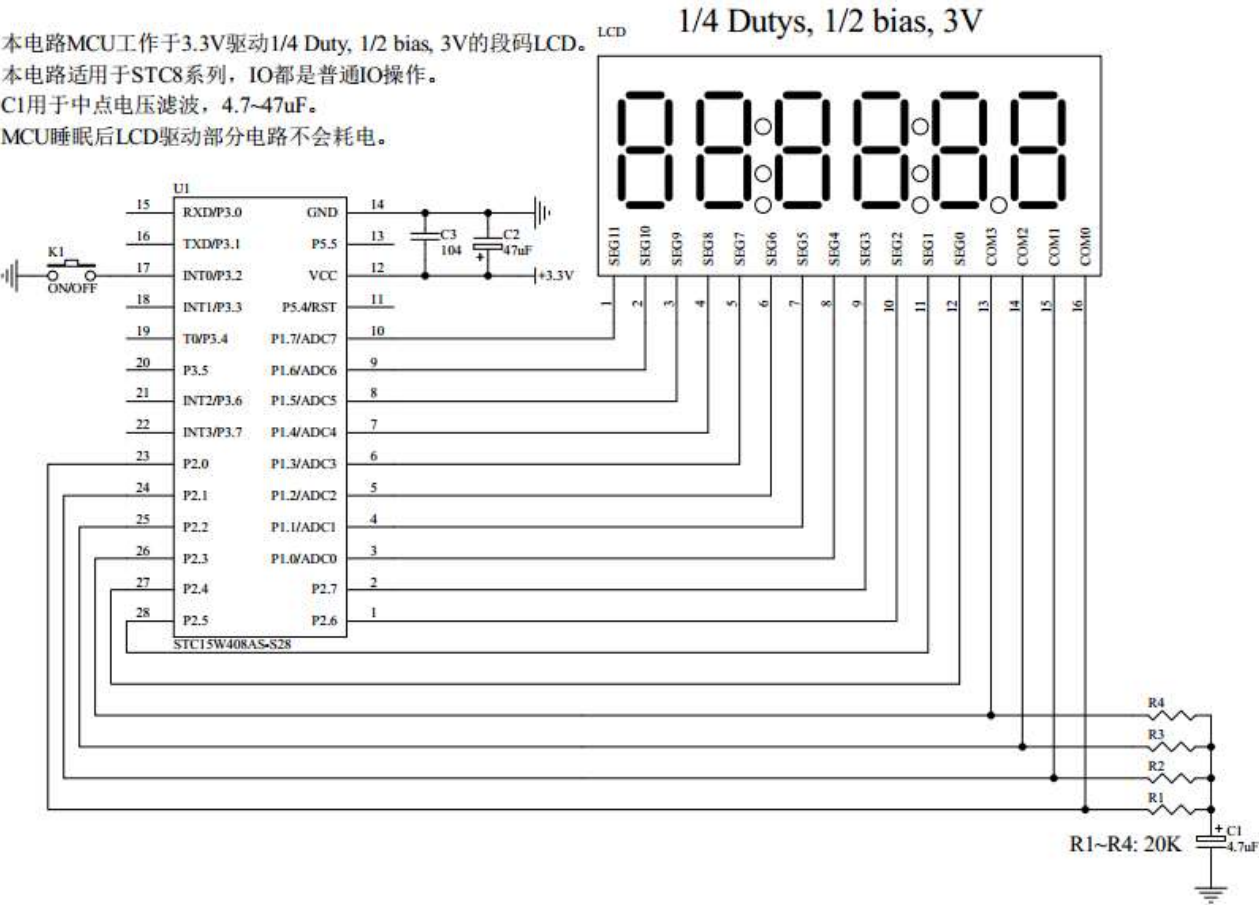 1/4 Dutys, 1/2 bias, 3V
本电路MCU工作于3.3V驱动1/4 Duty, 1/2 bias, 3V的段码LCD。
本电路适用于STC8系列，IO都是普通IO操作。
C1用于中点电压滤波，4.7~47uF。
MCU睡眠后LCD驱动部分电路不会耗电。
LCD
SEG11
SEG10
SEG9
SEG8
SEG7
SEG6
SEG5
SEG4
SEG3
SEG2
SEG1
SEG0
COM3
COM2
COM1
COM0
1
2
3
4
5
6
7
8
9
10
11
12
13
14
15
16
U1
15 RXD/P3.0 GND 14
16 TXD/P3.1 P5.5 13
17 INT0/P3.2 VCC 12
18 INT1/P3.3 P5.4/RST 11
19 T0/P3.4 P1.7/ADC7 10
20 P3.5 P1.6/ADC6 9
21 INT2/P3.6 P1.5/ADC5 8
22 INT3/P3.7 P1.4/ADC4 7
23 P2.0 P1.3/ADC3 6
24 P2.1 P1.2/ADC2 5
25 P2.2 P1.1/ADC1 4
26 P2.3 P1.0/ADC0 3
27 P2.4 P2.7 2
28 P2.5 P2.6 1
STC15W408AS-S28
K1
ON/OFF
C3
104
C2
47uF
+
+3.3V
R4
R3
R2
R1
R1~R4: 20K
+ C1
4.7uF